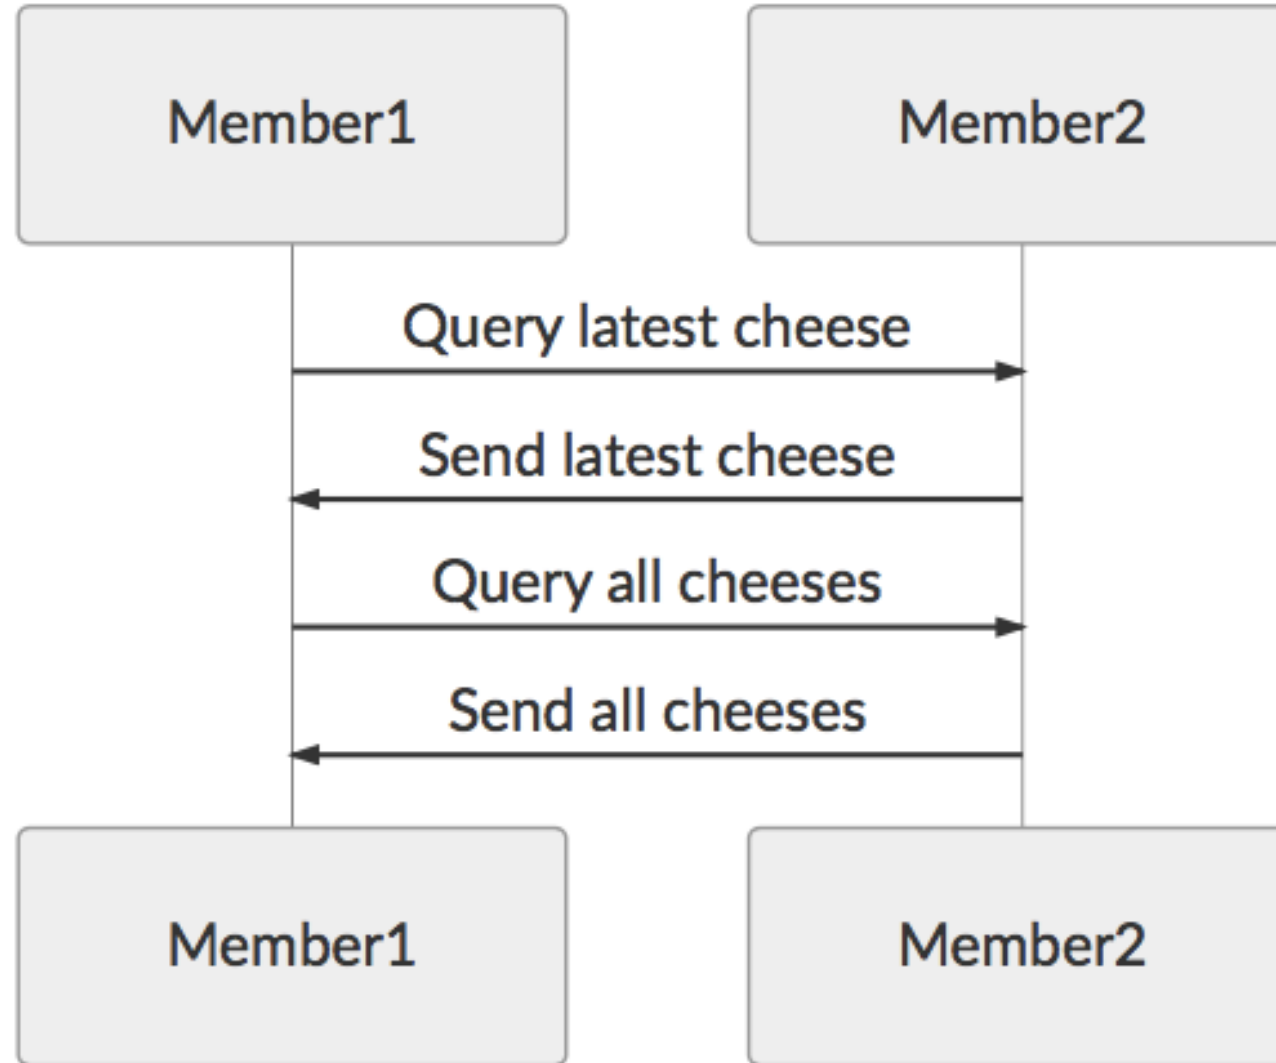 Member1
Member2
Query latest cheese
Send latest cheese
Query all cheeses
Send all cheeses
Member1
Member2